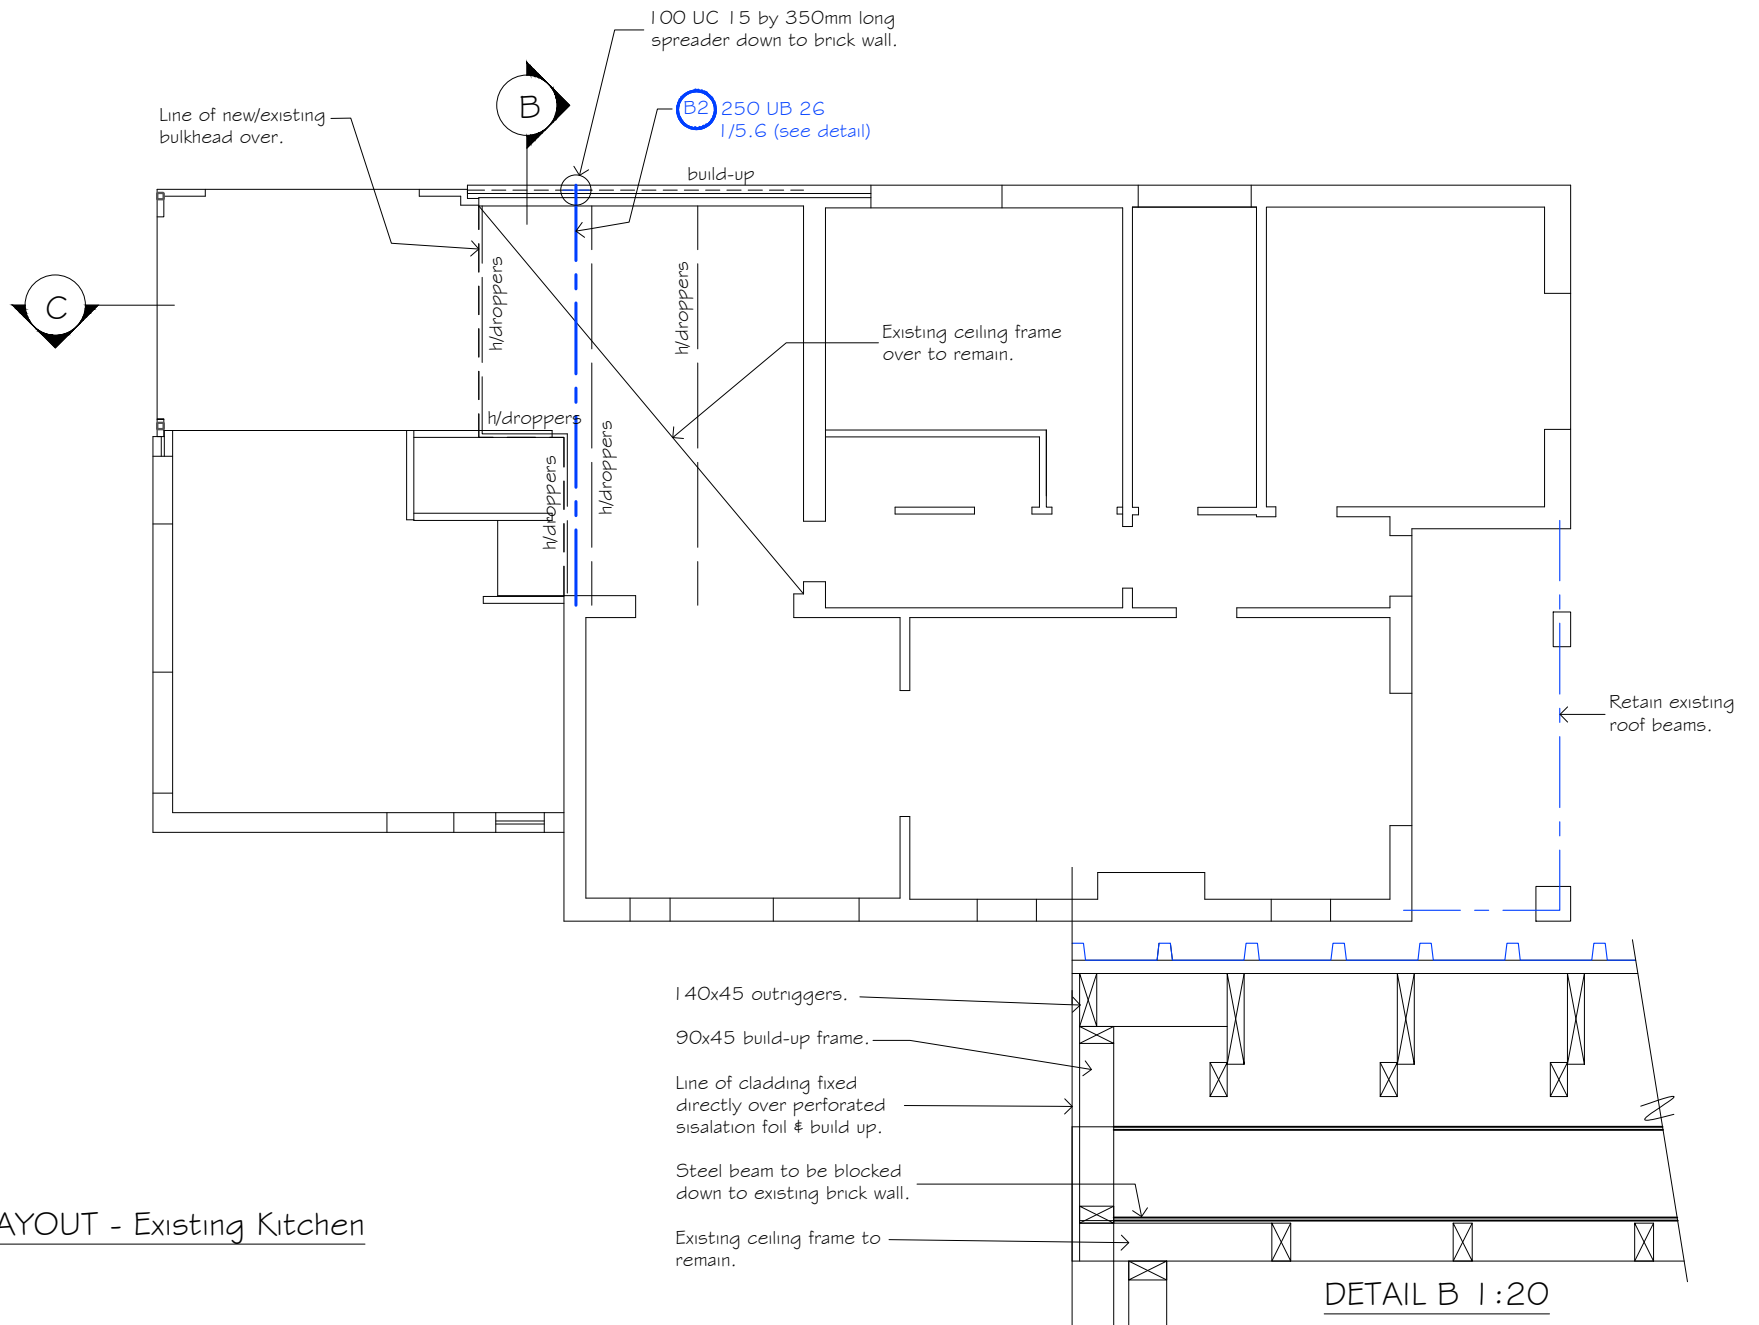 100 UC 15 by 350mm long
spreader down to brick wall.
B
B2 250 UB 26
1/5.6 (see detail)
Line of new/existing
bulkhead over.
build-up
C
h/droppers
h/droppers
Existing ceiling frame
over to remain.
h/droppers
h/droppers
h/droppers
Retain existing
roof beams.
140x45 outriggers.
90x45 build-up frame.
Line of cladding fixed
directly over perforated
sisalation foil & build up.
Steel beam to be blocked
down to existing brick wall.
Existing ceiling frame to
remain.
AYOUT - Existing Kitchen
DETAIL B 1:20